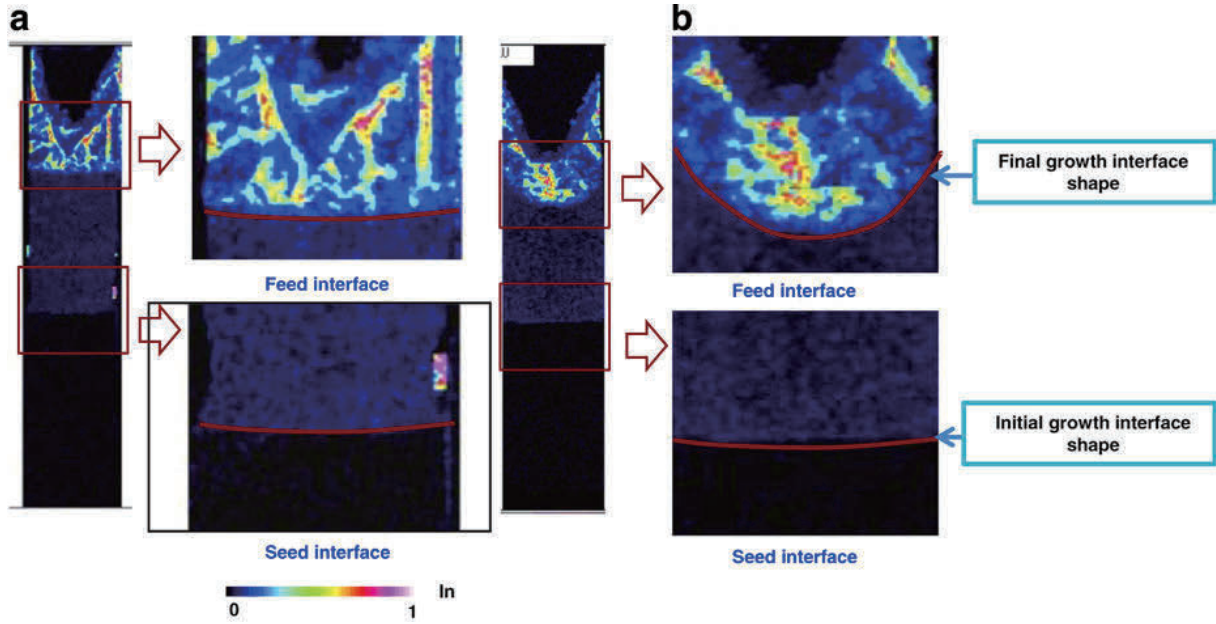 a
b
Final growth interface
shape
Feed interface
Feed interface
Initial growth interface
shape
Seed interface
Seed interface
In
0
1